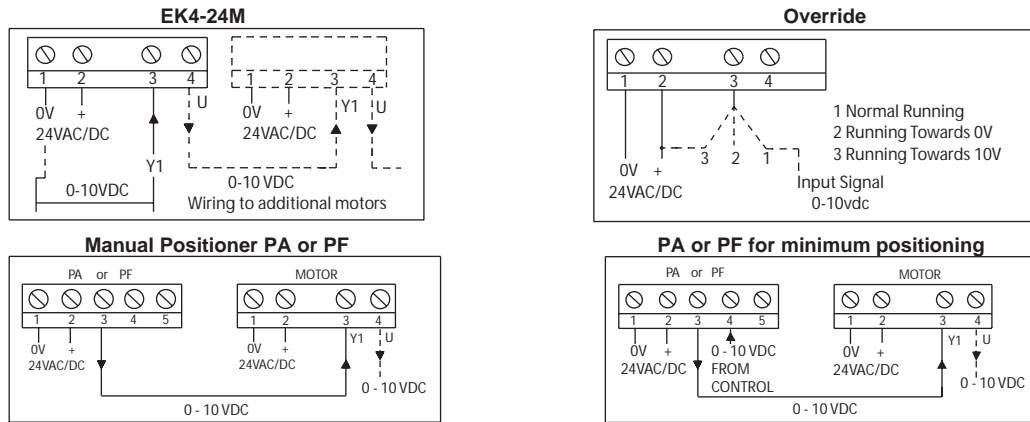 EK4-24M
1 2 3 4
U
0V +
24VAC/DC
Y1
0-10VDC
1 2 3 4
Y1 U
0V +
24VAC/DC
0-10 VDC
Wiring to additional motors
Override
1 2 3 4
1 Normal Running
2 Running Towards 0V
3 Running Towards 10V
3 2 1
0V +
24VAC/DC
Input Signal
0-10vdc
Manual Positioner PA or PF
PA or PF
1 2 3 4 5
0V +
24VAC/DC
MOTOR
1 2 3 4
Y1 U
0V +
24VAC/DC
0 - 10 VDC
0 - 10 VDC
PA or PF for minimum positioning
PA or PF
1 2 3 4 5
0V +
24VAC/DC
0 - 10 VDC
FROM
CONTROL
MOTOR
1 2 3 4
Y1 U
0V +
24VAC/DC
0 - 10 VDC
0 - 10 VDC